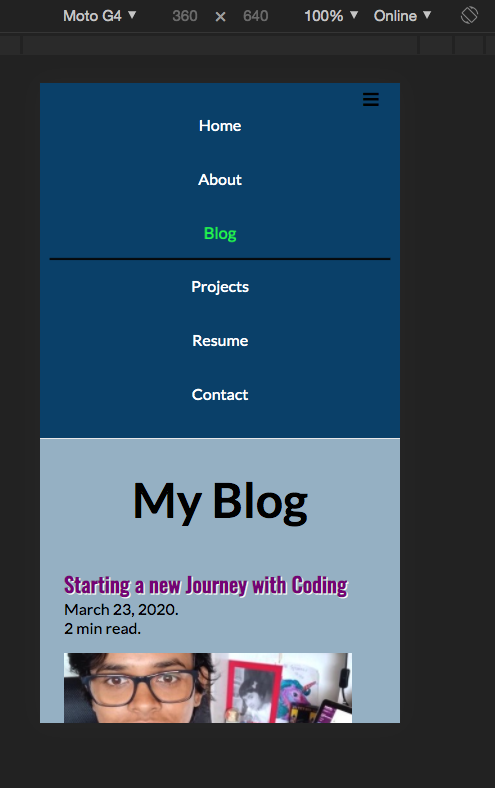 Moto G4 ▼ 360 × 640 100% ▼ Online ▼
Home
About
Blog
Projects
Resume
Contact
My Blog
Starting a new Journey with Coding
March 23, 2020.
2 min read.